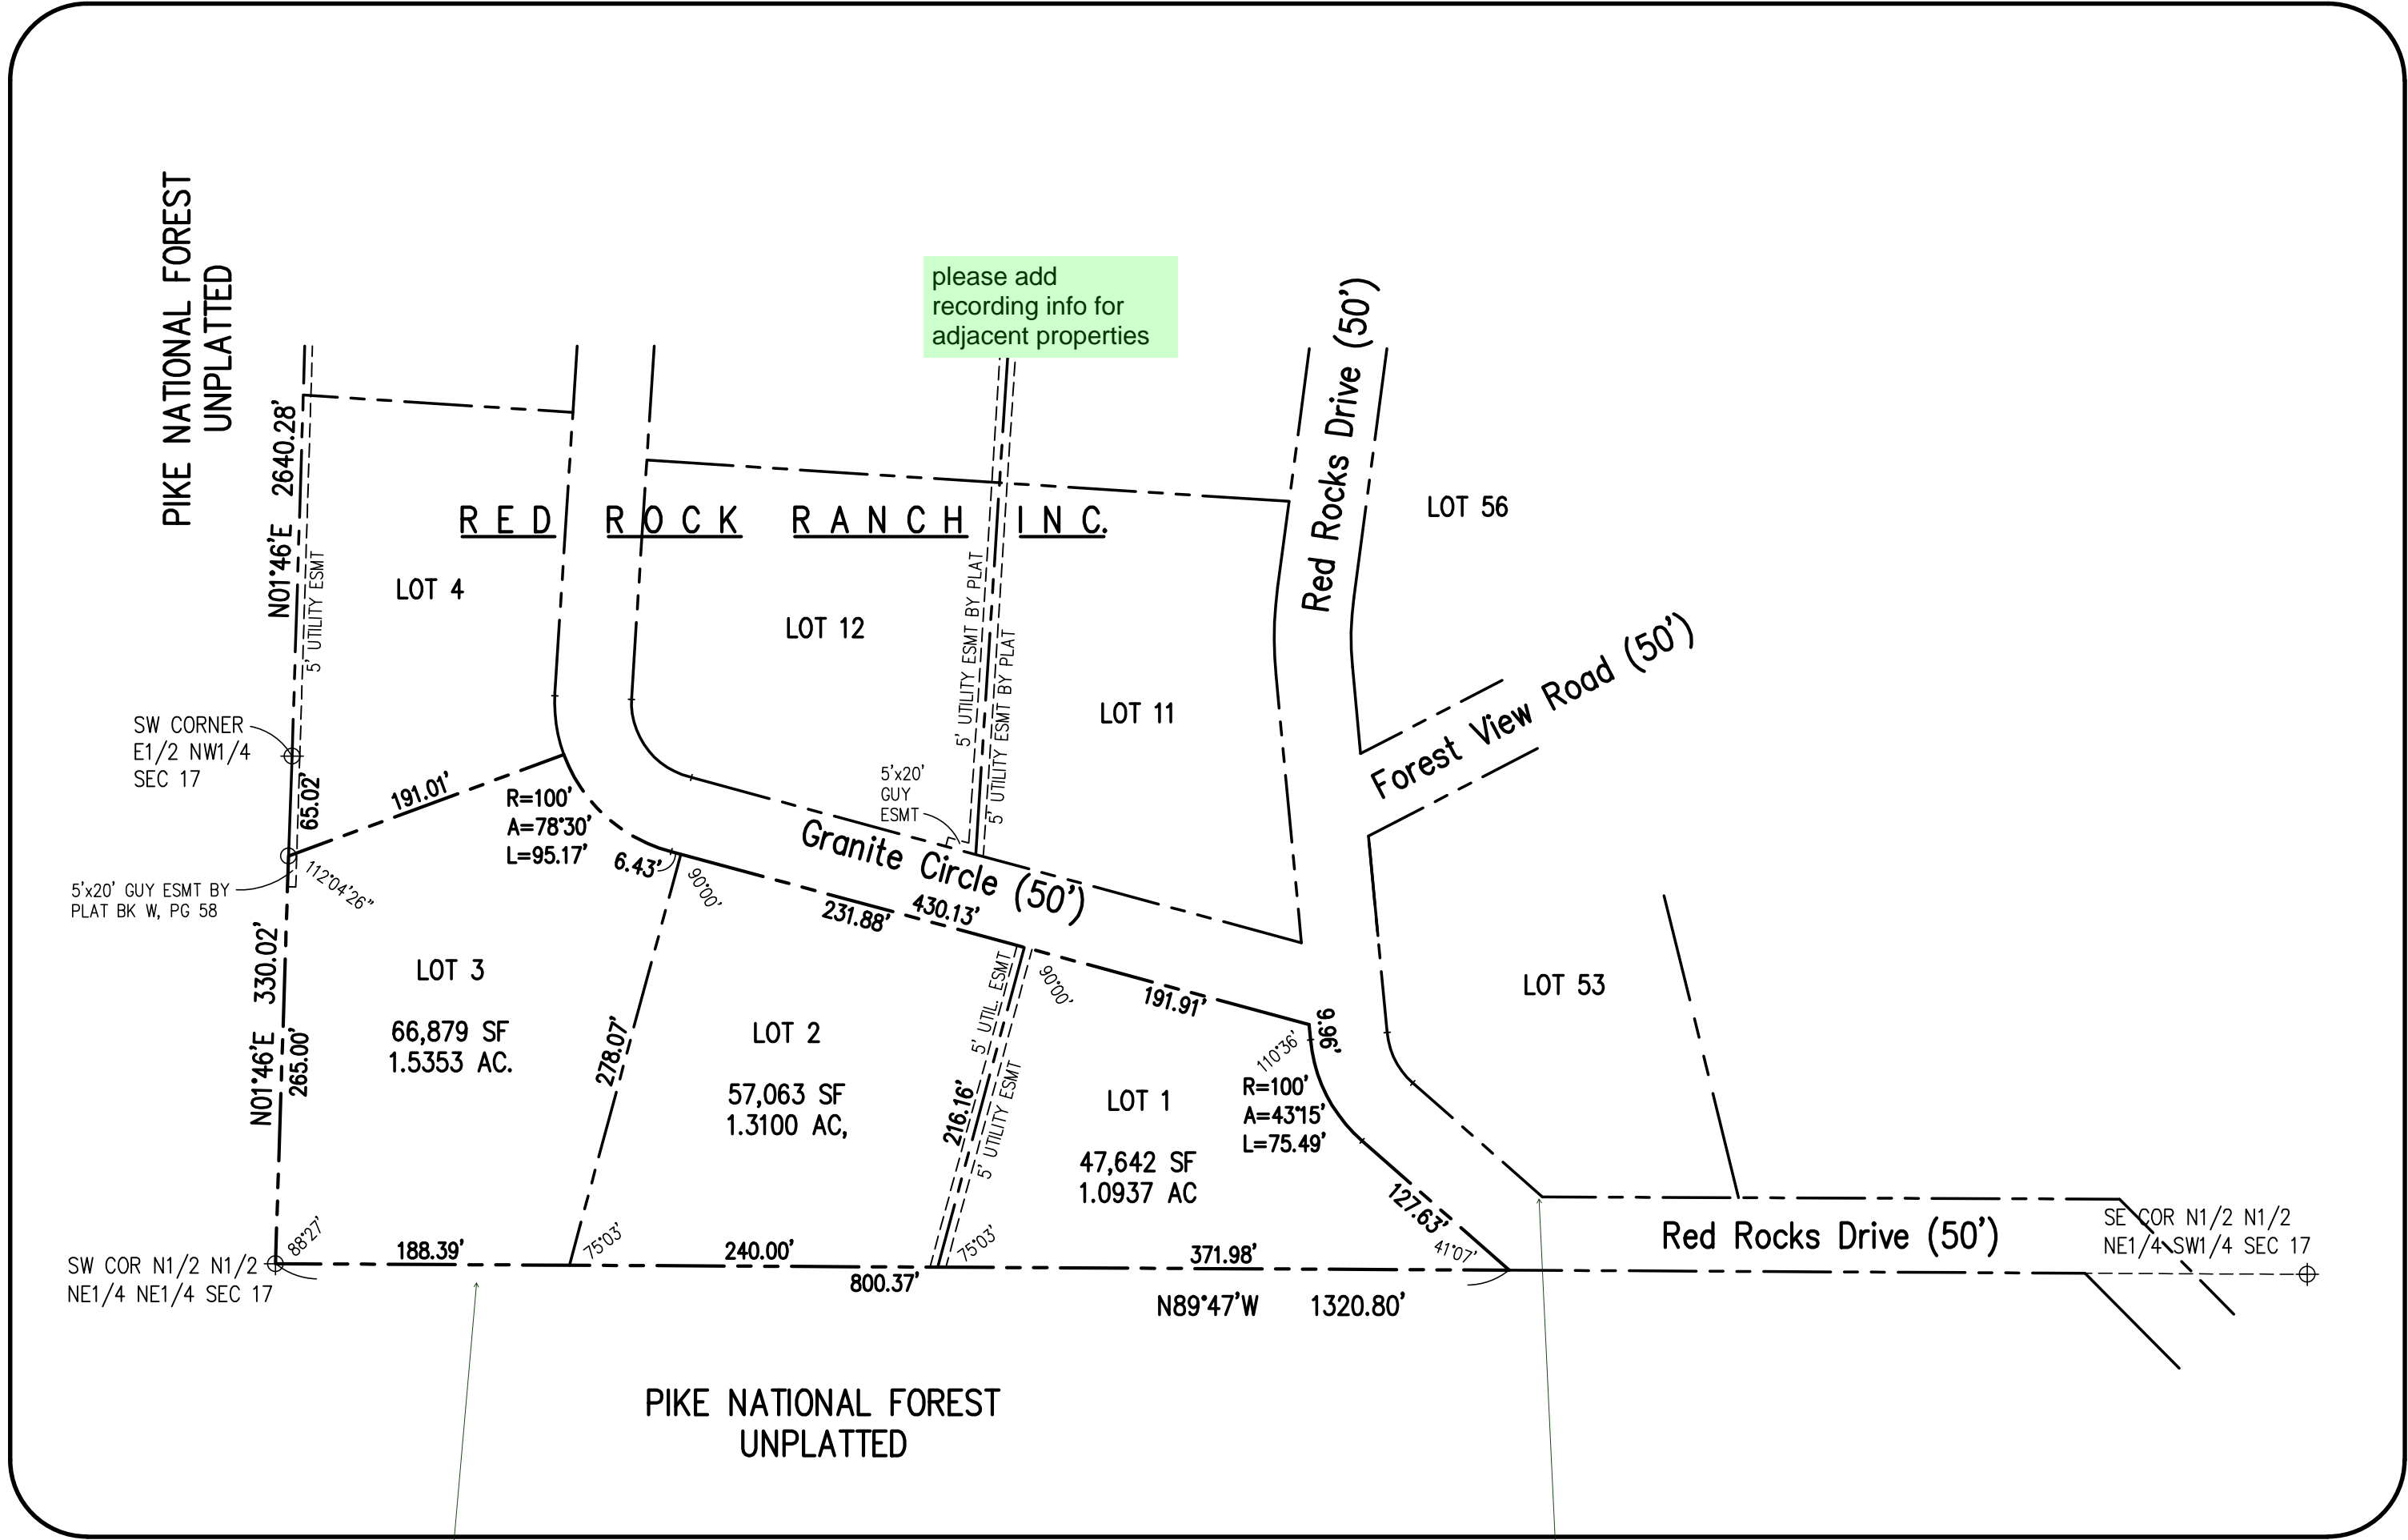 please add
recording info for
adjacent properties
PIKE NATIONAL FOREST
UNPLATTED
Red Rocks Drive (50')
N01°46'E 2640.28'
5' UTILITY ESMT
RED ROCK RANCH INC.
LOT 56
LOT 4
LOT 12
5' UTILITY ESMT BY PLAT
5' UTILITY ESMT BY PLAT
LOT 11
Forest View Road (50')
SW CORNER
E1/2 NW1/4
SEC 17
65.02'
191.01'
R=100'
A=78°30'
L=95.17'
6.43'
5'x20'
GUY
ESMT
Granite Circle (50')
5'x20' GUY ESMT BY
PLAT BK W, PG 58
112°04'26"
90°00'
231.88'
430.13'
N01°46'E 330.02'
265.00'
LOT 3
66,879 SF
1.5353 AC.
278.07'
LOT 2
57,063 SF
1.3100 AC,
5' UTIL. ESMT
216.16'
5' UTILITY ESMT
90°00'
191.91'
9.96'
110°36'
LOT 1
47,642 SF
1.0937 AC
R=100'
A=43°15'
L=75.49'
127.63'
LOT 53
SW COR N1/2 N1/2
NE1/4 NE1/4 SEC 17
88°27'
188.39'
75°03'
240.00'
75°03'
371.98'
41°07'
800.37'
N89°47'W 1320.80'
Red Rocks Drive (50')
SE COR N1/2 N1/2
NE1/4 SW1/4 SEC 17
PIKE NATIONAL FOREST
UNPLATTED